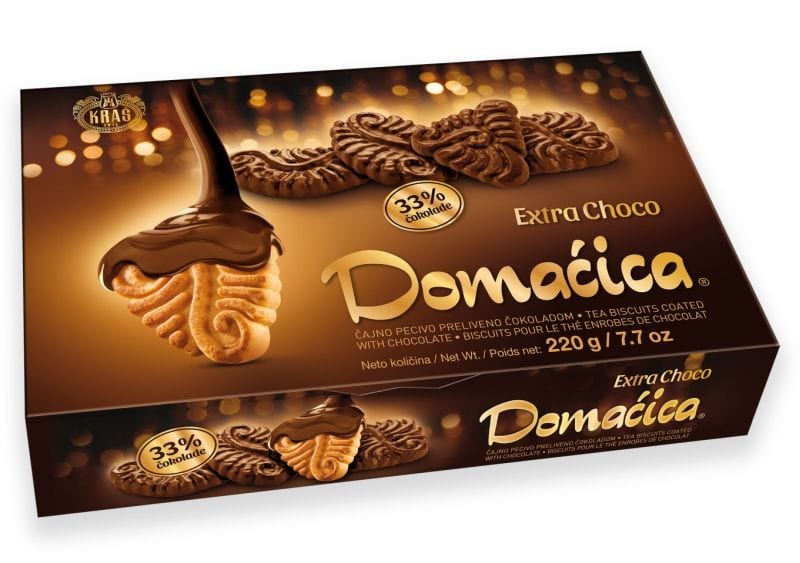 KRAŠ
1911
33%
čokolade
Extra Choco
Domaćica®
ČAJNO PECIVO PRELIVENO ČOKOLADOM • TEA BISCUITS COATED
WITH CHOCOLATE • BISCUITS POUR LE THÉ ENROBES DE CHOCOLAT
Neto količina / Net Wt. / Poids net: 220 g / 7.7 oz
33%
čokolade
Extra Choco
Domaćica®
ČAJNO PECIVO PRELIVENO ČOKOLADOM • TEA BISCUITS COATED
WITH CHOCOLATE • BISCUITS POUR LE THÉ ENROBES DE CHOCOLAT